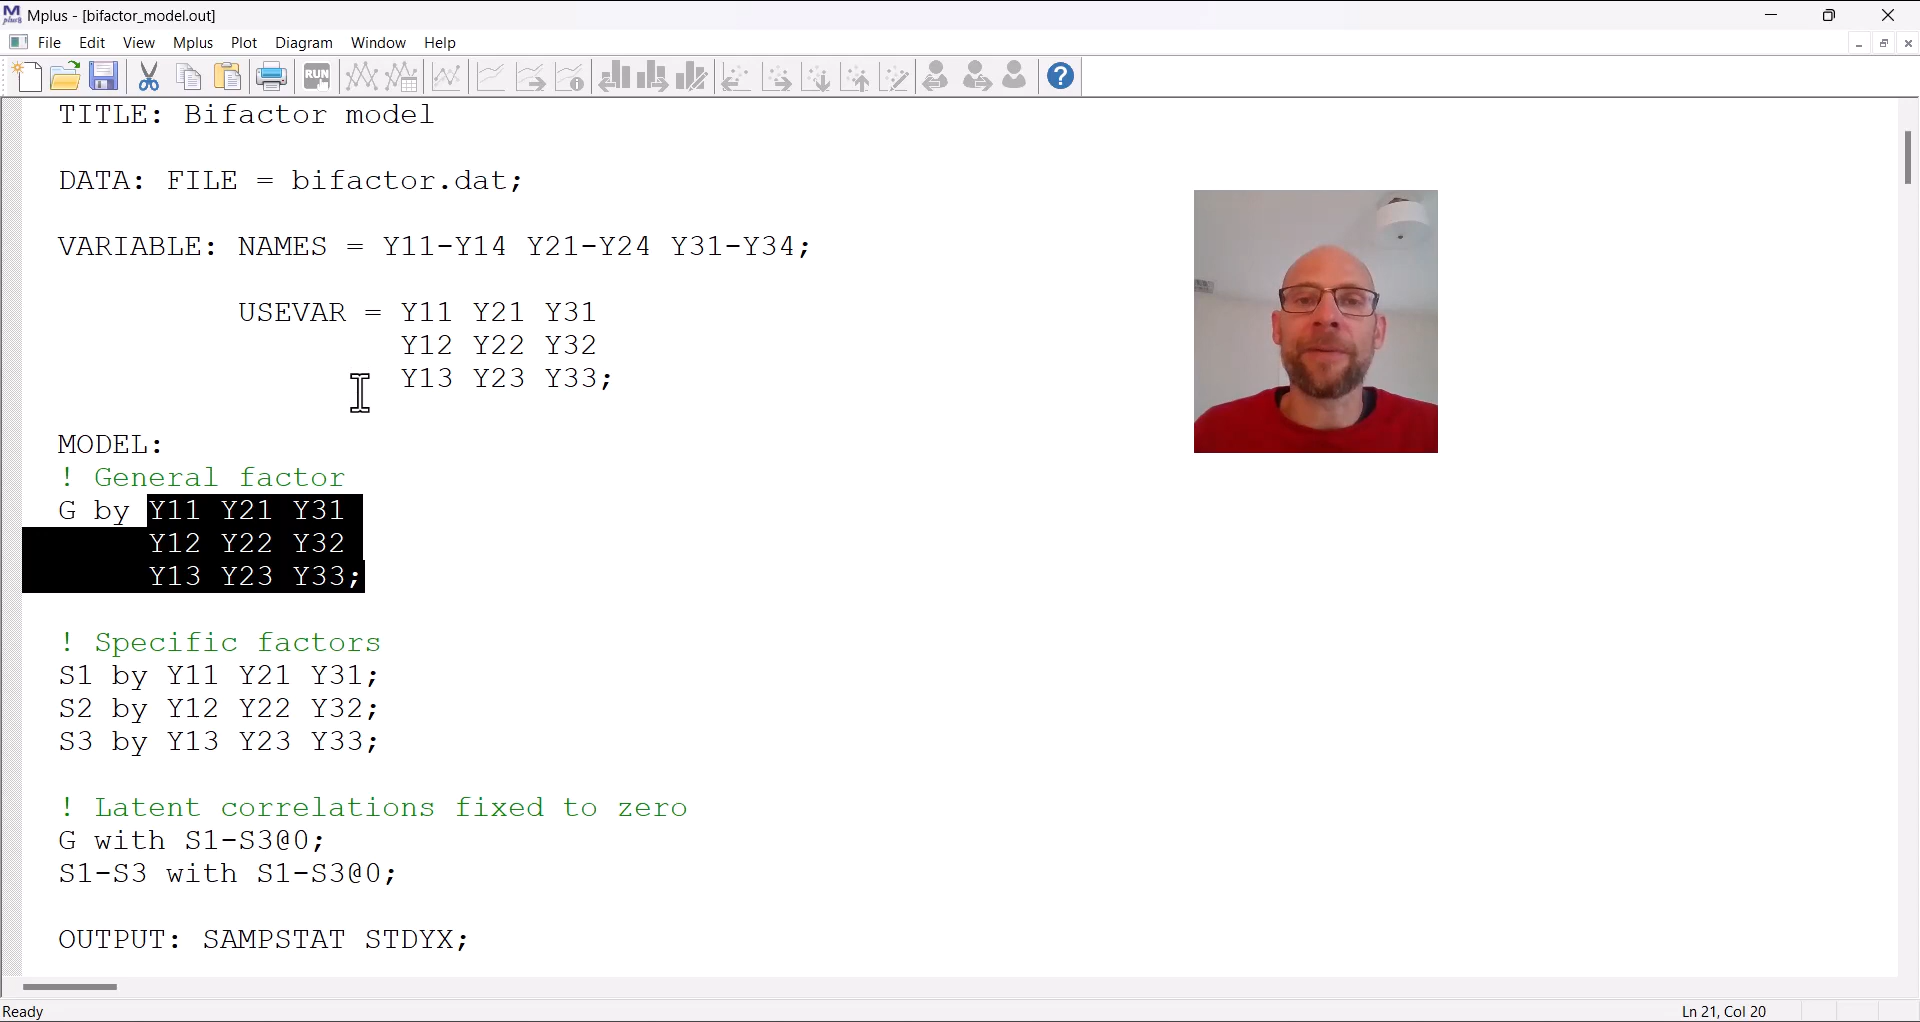 Mplus - [bifactor_model.out]
File Edit View Mplus Plot Diagram Window Help
RUN
TITLE: Bifactor model
DATA: FILE = bifactor.dat;
VARIABLE: NAMES = Y11-Y14 Y21-Y24 Y31-Y34;
USEVAR = Y11 Y21 Y31
Y12 Y22 Y32
Y13 Y23 Y33;
MODEL:
! General factor
G by Y11 Y21 Y31
Y12 Y22 Y32
Y13 Y23 Y33;
! Specific factors
S1 by Y11 Y21 Y31;
S2 by Y12 Y22 Y32;
S3 by Y13 Y23 Y33;
! Latent correlations fixed to zero
G with S1-S3@0;
S1-S3 with S1-S3@0;
OUTPUT: SAMPSTAT STDYX;
Ready
Ln 21, Col 20